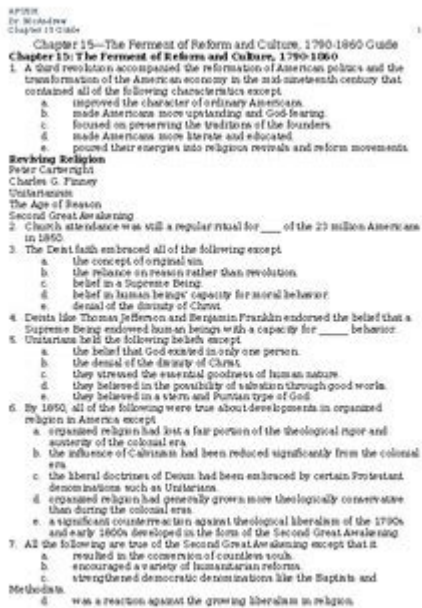 APUSH
Dr. McAndrew
Chapter 15 Guide 1
Chapter 15—The Ferment of Reform and Culture, 1790-1860 Guide
Chapter 15: The Ferment of Reform and Culture, 1790-1860
1. A third revolution accompanied the reformation of American politics and the
transformation of the American economy in the mid-nineteenth century that
contained all of the following characteristics except
a. improved the character of ordinary Americans.
b. made Americans more upstanding and God-fearing.
c. focused on preserving the traditions of the founders.
d. made Americans more literate and educated.
e. poured their energies into religious revivals and reform movements.
Reviving Religion
Peter Cartwright
Charles G. Finney
Unitarianism
The Age of Reason
Second Great Awakening
2. Church attendance was still a regular ritual for ____ of the 23 million Americans
in 1850.
3. The Deist faith embraced all of the following except
a. the concept of original sin.
b. the reliance on reason rather than revelation.
c. belief in a Supreme Being.
d. belief in human beings' capacity for moral behavior.
e. denial of the divinity of Christ.
4. Deists like Thomas Jefferson and Benjamin Franklin endorsed the belief that a
Supreme Being endowed human beings with a capacity for _____ behavior.
5. Unitarians held the following beliefs except
a. the belief that God existed in only one person.
b. the denial of the divinity of Christ.
c. they stressed the essential goodness of human nature.
d. they believed in the possibility of salvation through good works.
e. they believed in a stern and Puritan type of God.
6. By 1850, all of the following were true about developments in organized
religion in America except
a. organized religion had lost a fair portion of the theological rigor and
austerity of the colonial era.
b. the influence of Calvinism had been reduced significantly from the colonial
era.
c. the liberal doctrines of Deism had been embraced by certain Protestant
denominations such as Unitarians.
d. organized religion had generally grown more theologically conservative
than during the colonial eras.
e. a significant counterreaction against theological liberalism of the 1790s
and early 1800s developed in the form of the Second Great Awakening.
7. All the following are true of the Second Great Awakening except that it
a. resulted in the conversion of countless souls.
b. encouraged a variety of humanitarian reforms.
c. strengthened democratic denominations like the Baptists and
Methodists.
d. was a reaction against the growing liberalism in religion.